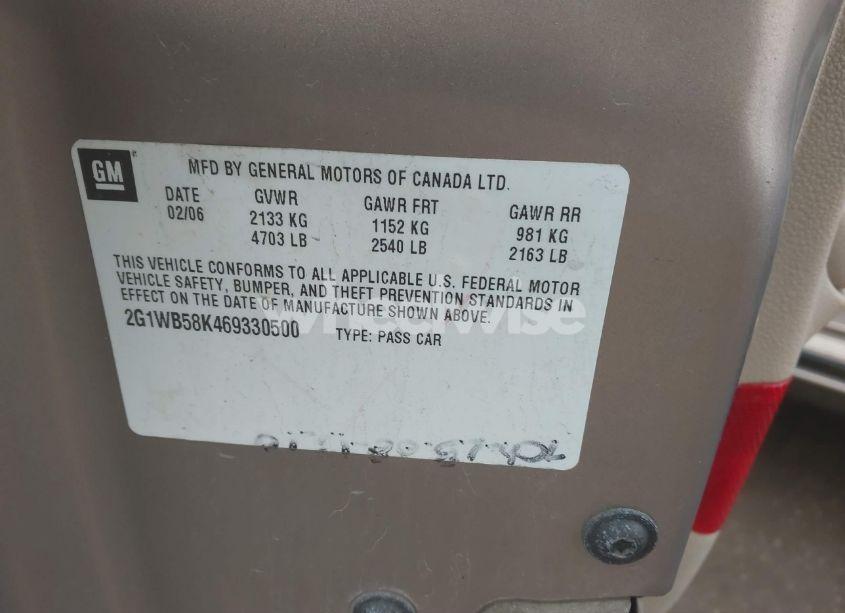 GM
MFD BY GENERAL MOTORS OF CANADA LTD.
DATE GVWR GAWR FRT GAWR RR
02/06 2133 KG 1152 KG 981 KG
4703 LB 2540 LB 2163 LB
THIS VEHICLE CONFORMS TO ALL APPLICABLE U.S. FEDERAL MOTOR
VEHICLE SAFETY, BUMPER, AND THEFT PREVENTION STANDARDS IN
EFFECT ON THE DATE OF MANUFACTURE SHOWN ABOVE.
2G1WB58K469330500 TYPE: PASS CAR